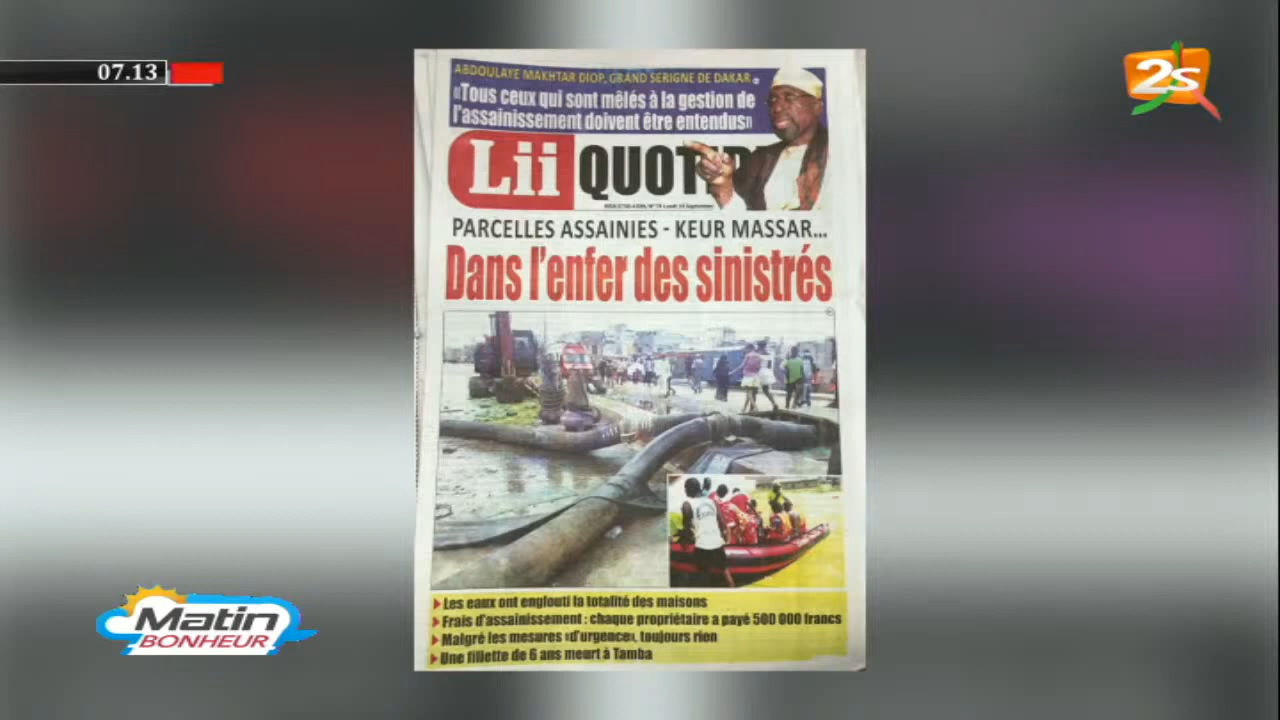 07.13
2s
ABDOULAYE MAKHTAR DIOP, GRAND SERIGNE DE DAKAR
«Tous ceux qui sont mêlés à la gestion de
l'assainissement doivent être entendus»
Lii QUOTI
PARCELLES ASSAINIES - KEUR MASSAR...
Dans l'enfer des sinistrés
Les eaux ont englouti la totalité des maisons
Frais d'assainissement : chaque propriétaire a payé 500 000 francs
Malgré les mesures «d'urgence», toujours rien
Une fillette de 6 ans meurt à Tamba
Matin
BONHEUR